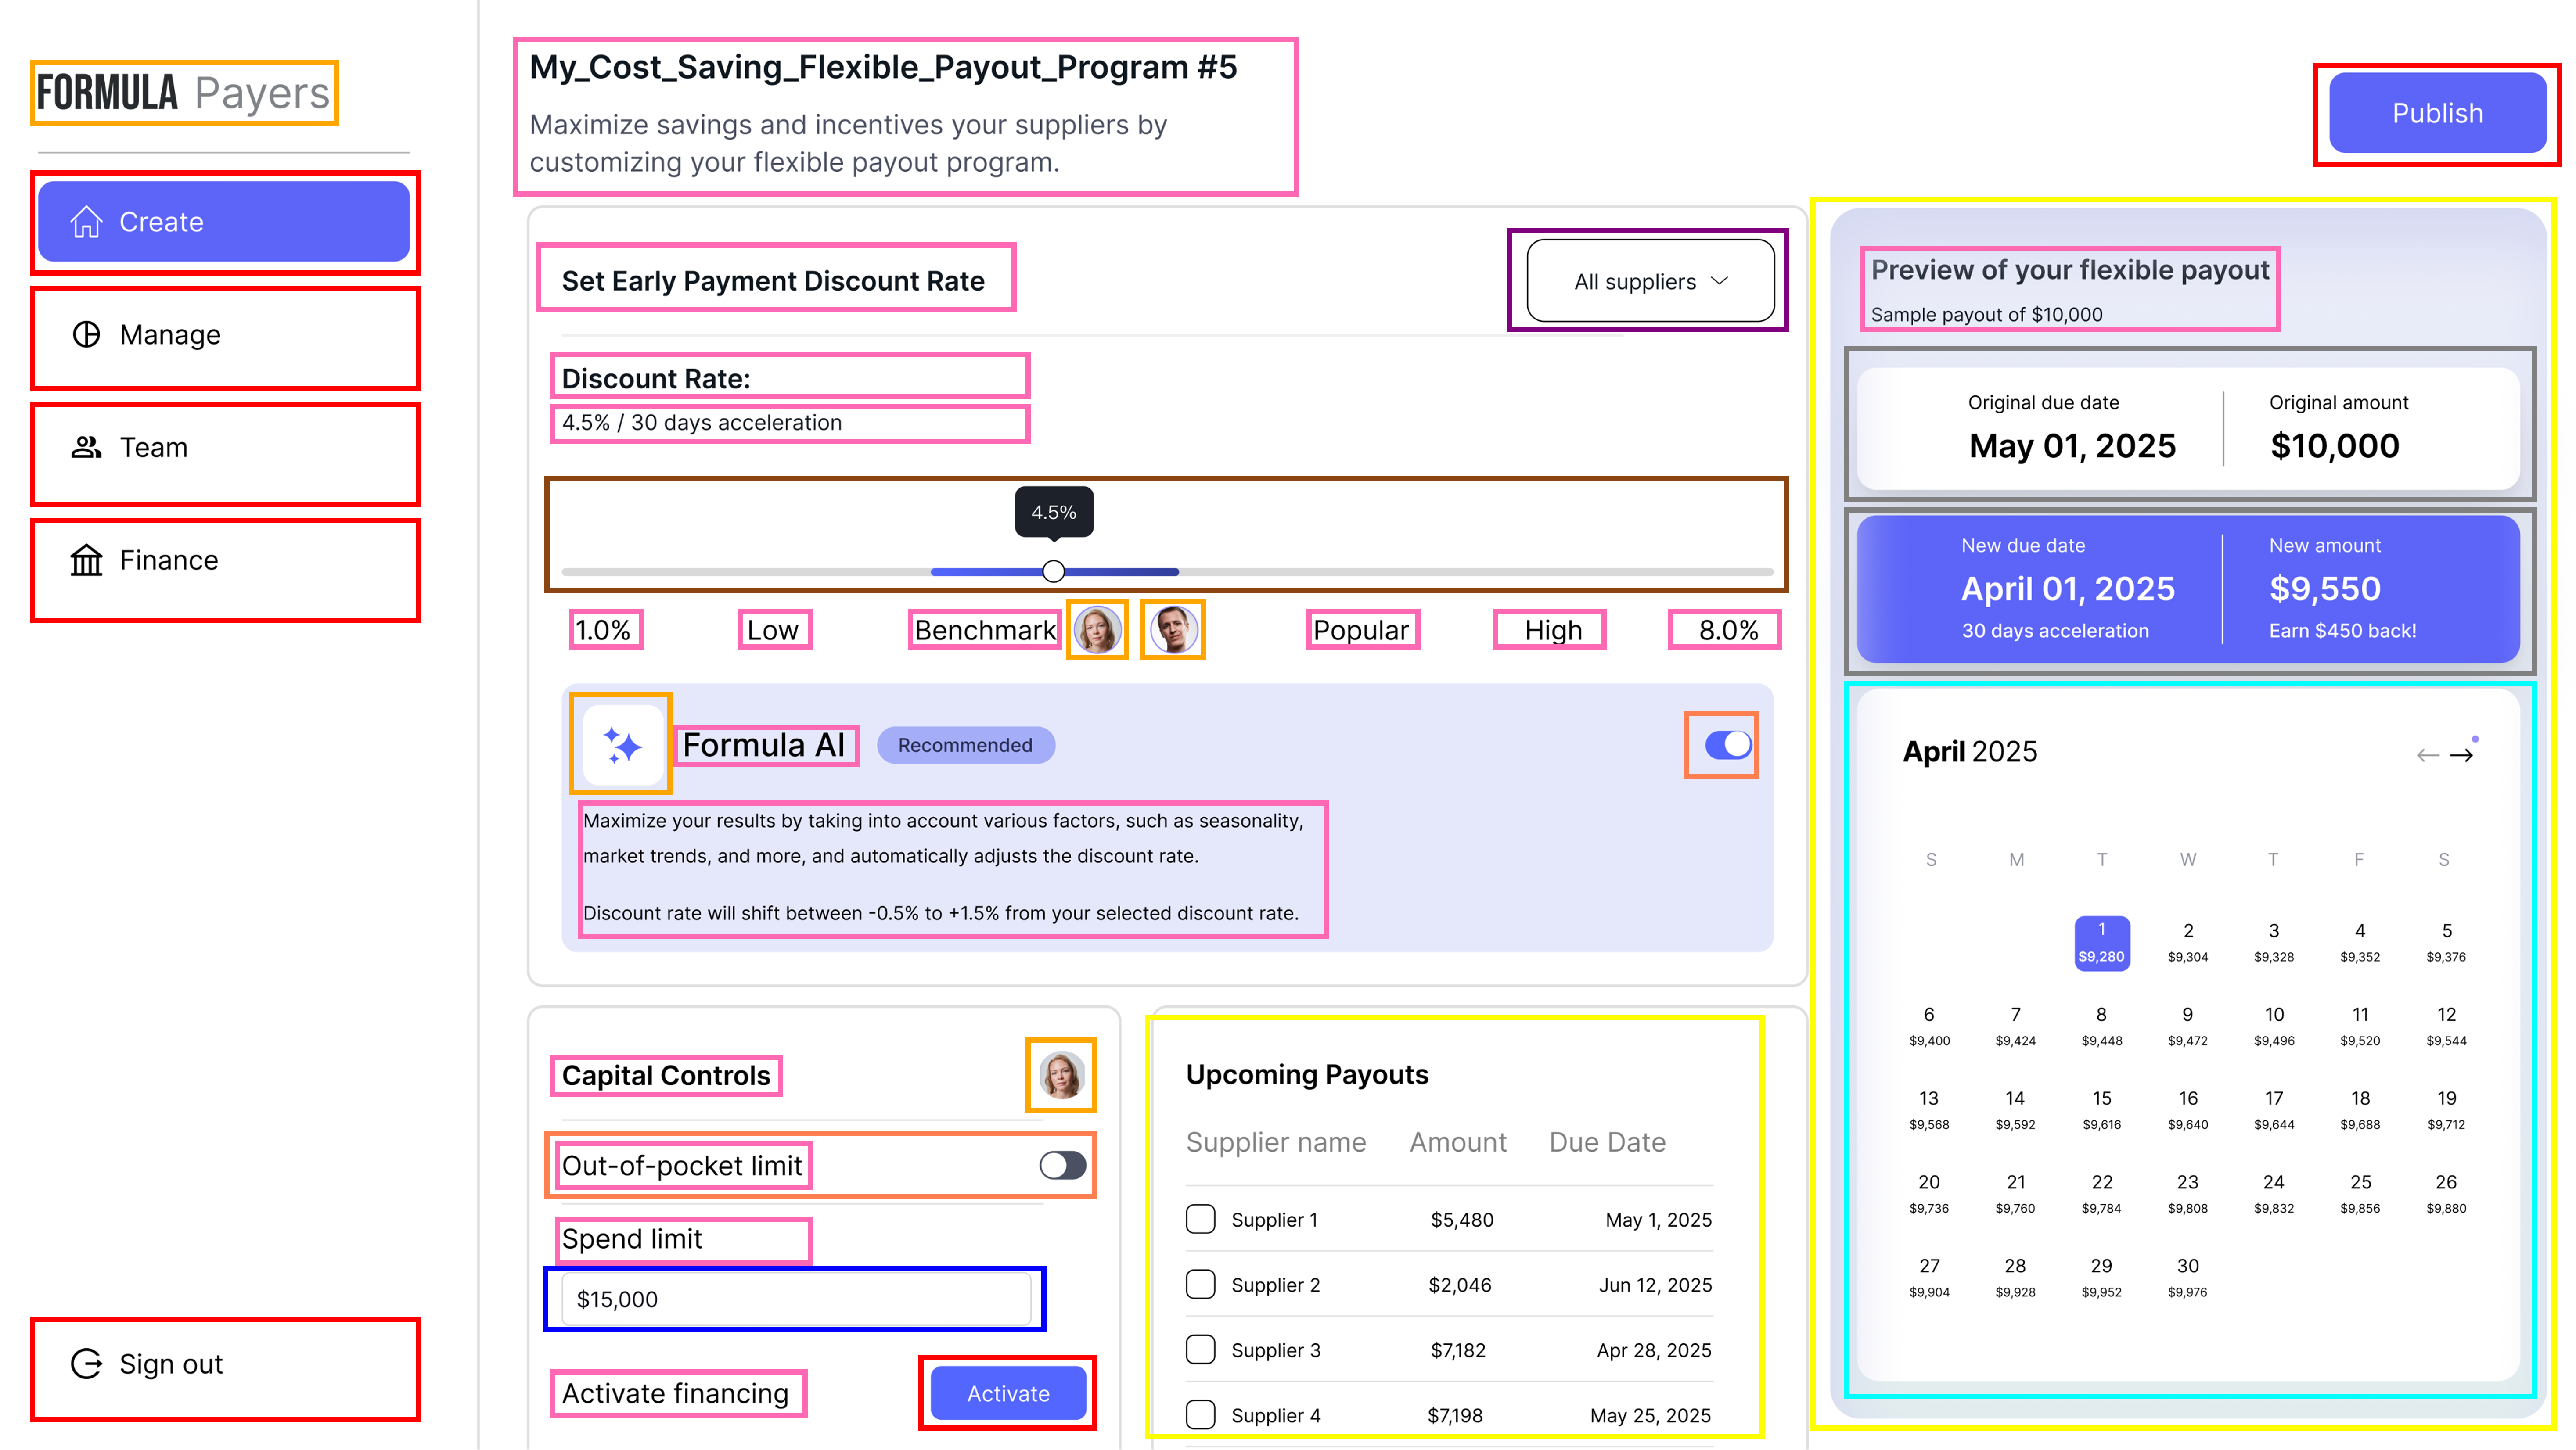 FORMULA Payers
Create
Manage
Team
Finance
Sign out
My_Cost_Saving_Flexible_Payout_Program #5
Maximize savings and incentives your suppliers by
customizing your flexible payout program.
Publish
Set Early Payment Discount Rate
All suppliers
Discount Rate:
4.5% / 30 days acceleration
4.5%
1.0% Low Benchmark Popular High 8.0%
Formula AI Recommended
Maximize your results by taking into account various factors, such as seasonality,
market trends, and more, and automatically adjusts the discount rate.
Discount rate will shift between -0.5% to +1.5% from your selected discount rate.
Capital Controls
Out-of-pocket limit
Spend limit
$15,000
Activate financing Activate
Upcoming Payouts
Supplier name Amount Due Date
Supplier 1 $5,480 May 1, 2025
Supplier 2 $2,046 Jun 12, 2025
Supplier 3 $7,182 Apr 28, 2025
Supplier 4 $7,198 May 25, 2025
Preview of your flexible payout
Sample payout of $10,000
Original due date Original amount
May 01, 2025 $10,000
New due date New amount
April 01, 2025 $9,550
30 days acceleration Earn $450 back!
April 2025
S M T W T F S
1 2 3 4 5
$9,280 $9,304 $9,328 $9,352 $9,376
6 7 8 9 10 11 12
$9,400 $9,424 $9,448 $9,472 $9,496 $9,520 $9,544
13 14 15 16 17 18 19
$9,568 $9,592 $9,616 $9,640 $9,644 $9,688 $9,712
20 21 22 23 24 25 26
$9,736 $9,760 $9,784 $9,808 $9,832 $9,856 $9,880
27 28 29 30
$9,904 $9,928 $9,952 $9,976